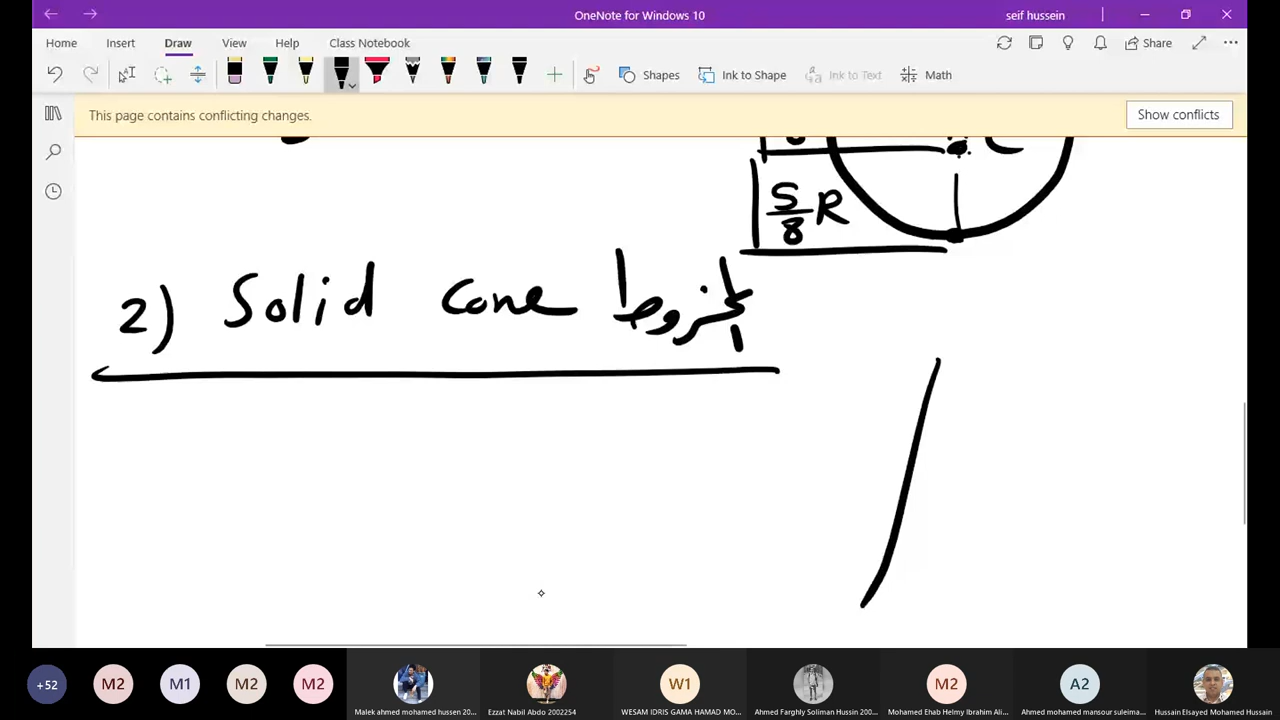 OneNote for Windows 10
seif hussein
Home Insert Draw View Help Class Notebook
Share
Shapes Ink to Shape Ink to Text Math
This page contains conflicting changes.
Show conflicts
C
5/8 R
2) Solid cone مخروط
+52 M2 M1 M2 M2 W1 M2 A2
Malek ahmed mohamed hussen 20...
Ezzat Nabil Abdo 2002254
WESAM IDRIS GAMA HAMAD MO...
Ahmed Farghly Soliman Hussin 200...
Mohamed Ehab Helmy Ibrahim Ali...
Ahmed mohamed mansour suleima...
Hussain Elsayed Mohamed Hussain